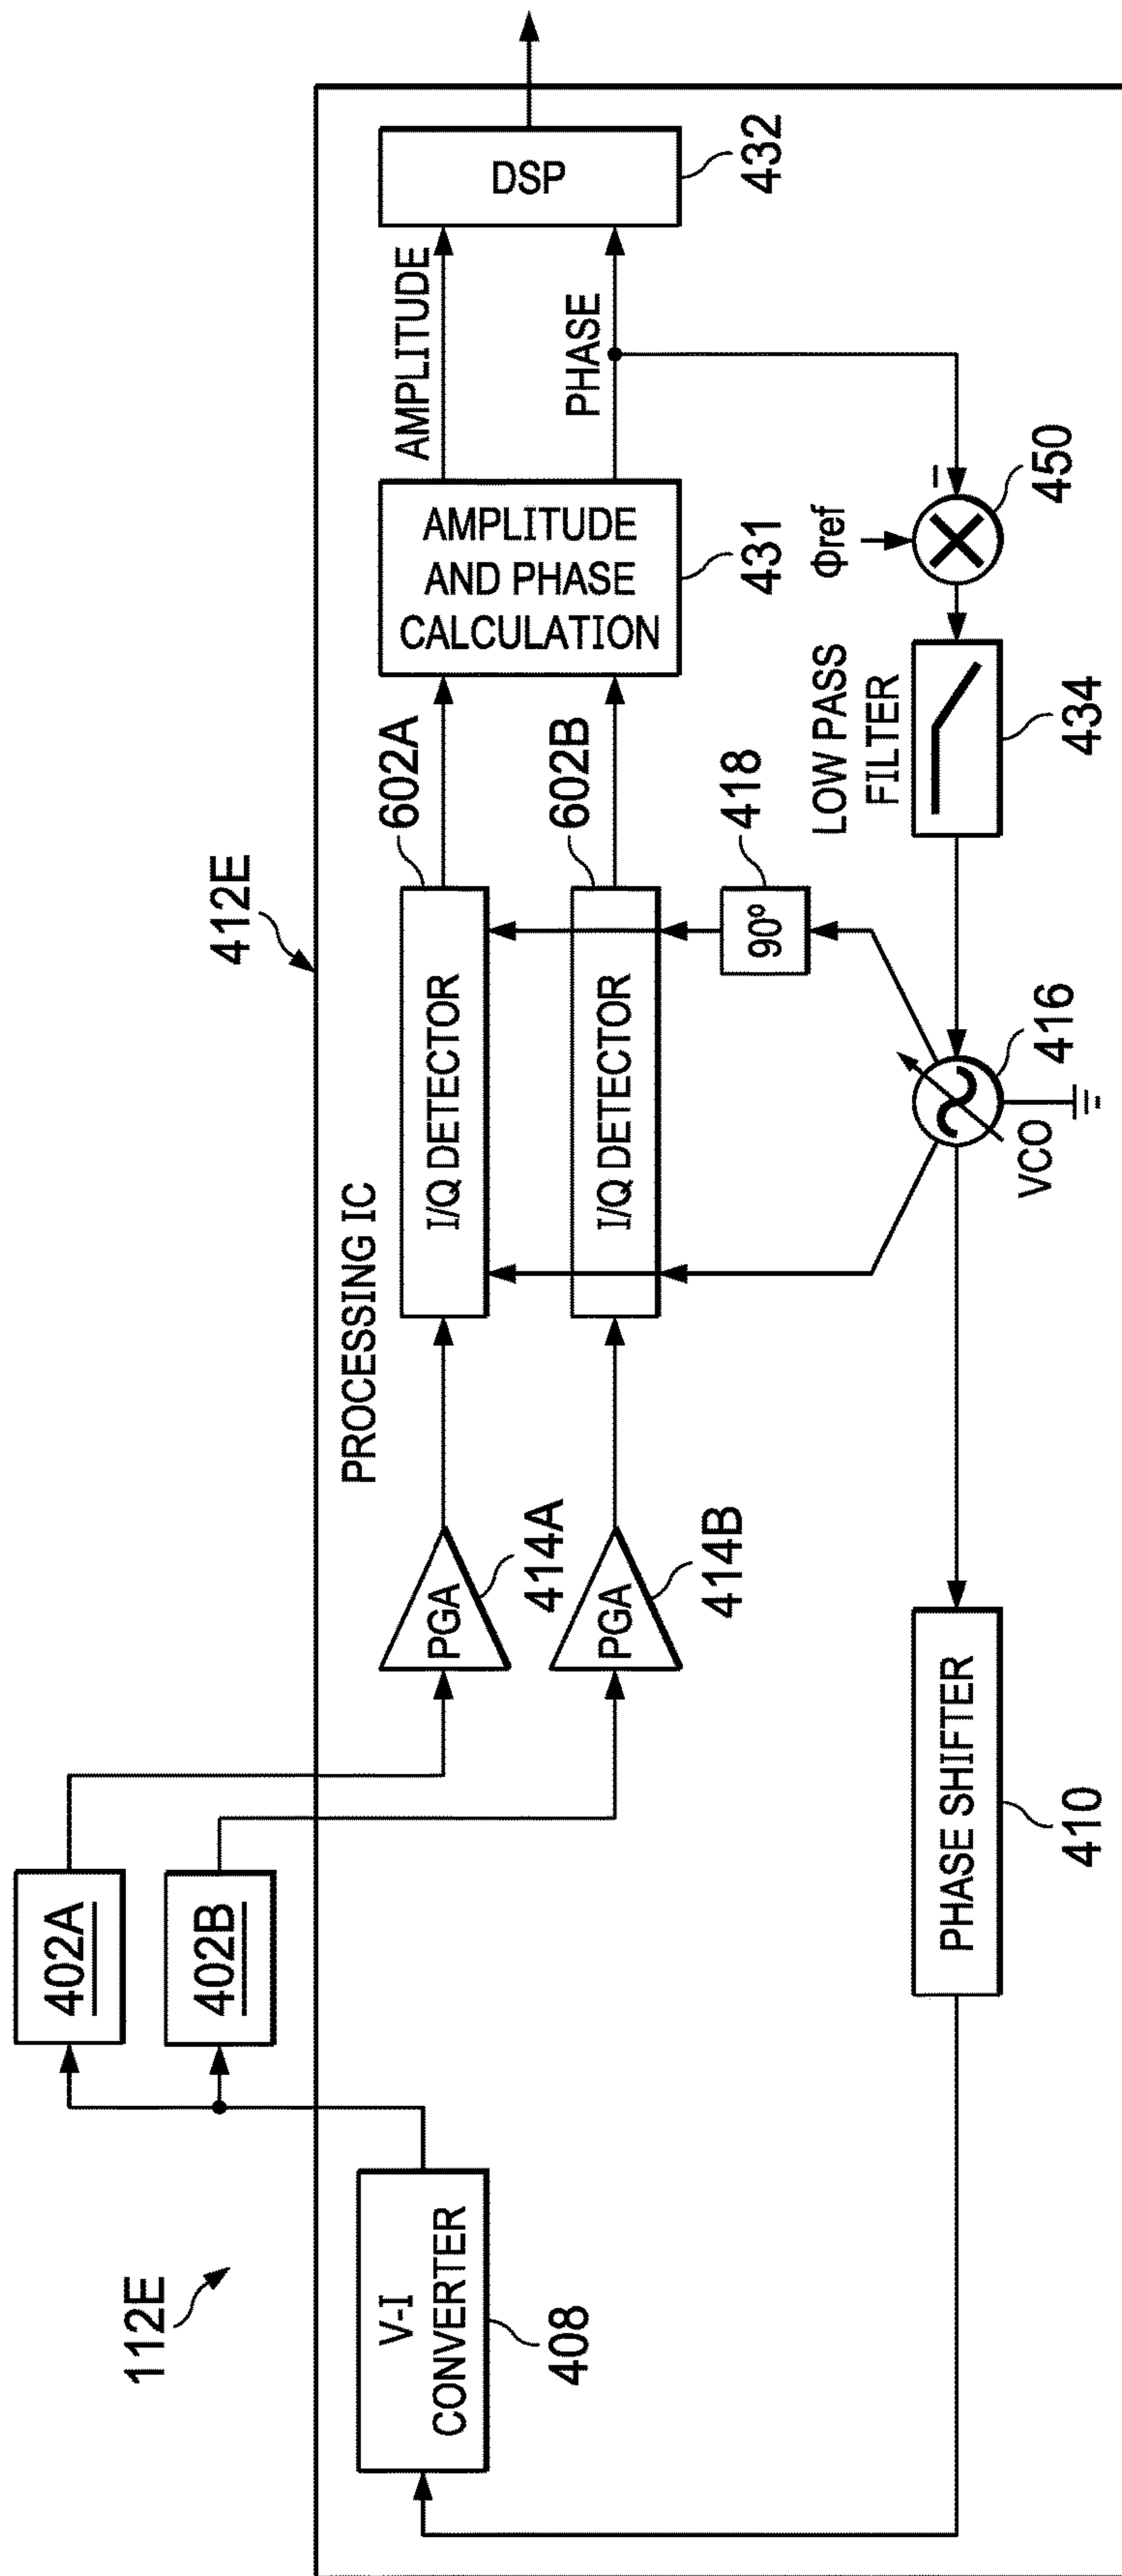 112E
402A
402B
412E
PROCESSING IC
V-I
CONVERTER
408
PGA
414A
PGA
414B
I/Q DETECTOR
602A
I/Q DETECTOR
602B
90º
418
AMPLITUDE
AND PHASE
CALCULATION
431
AMPLITUDE
PHASE
DSP
432
PHASE SHIFTER
410
VCO
416
LOW PASS
FILTER
434
Φref
−
450